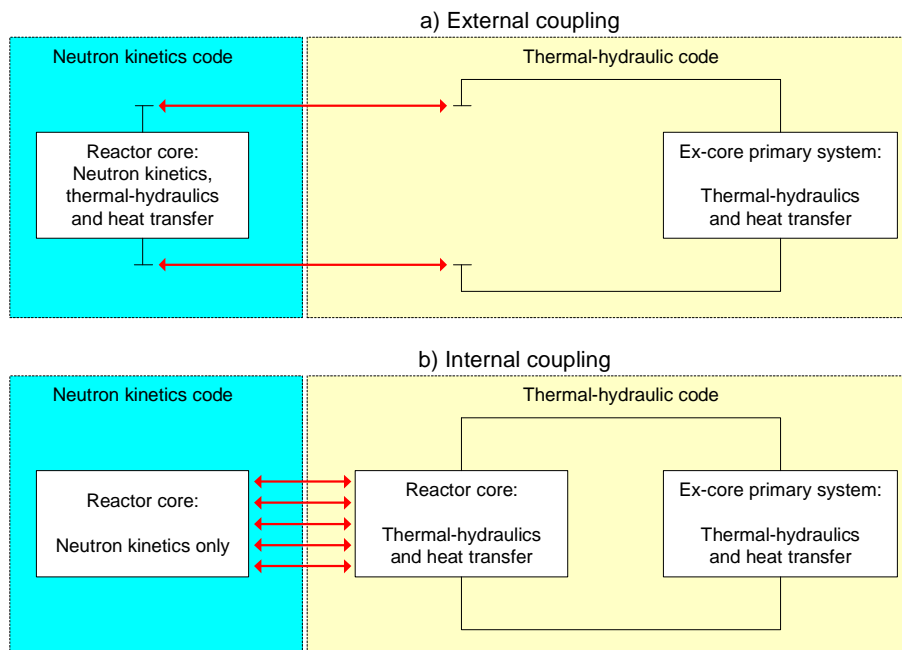 a) External coupling
Neutron kinetics code
Thermal-hydraulic code
Reactor core:
Neutron kinetics,
thermal-hydraulics
and heat transfer
Ex-core primary system:
Thermal-hydraulics
and heat transfer
b) Internal coupling
Neutron kinetics code
Thermal-hydraulic code
Reactor core:
Neutron kinetics only
Reactor core:
Thermal-hydraulics
and heat transfer
Ex-core primary system:
Thermal-hydraulics
and heat transfer